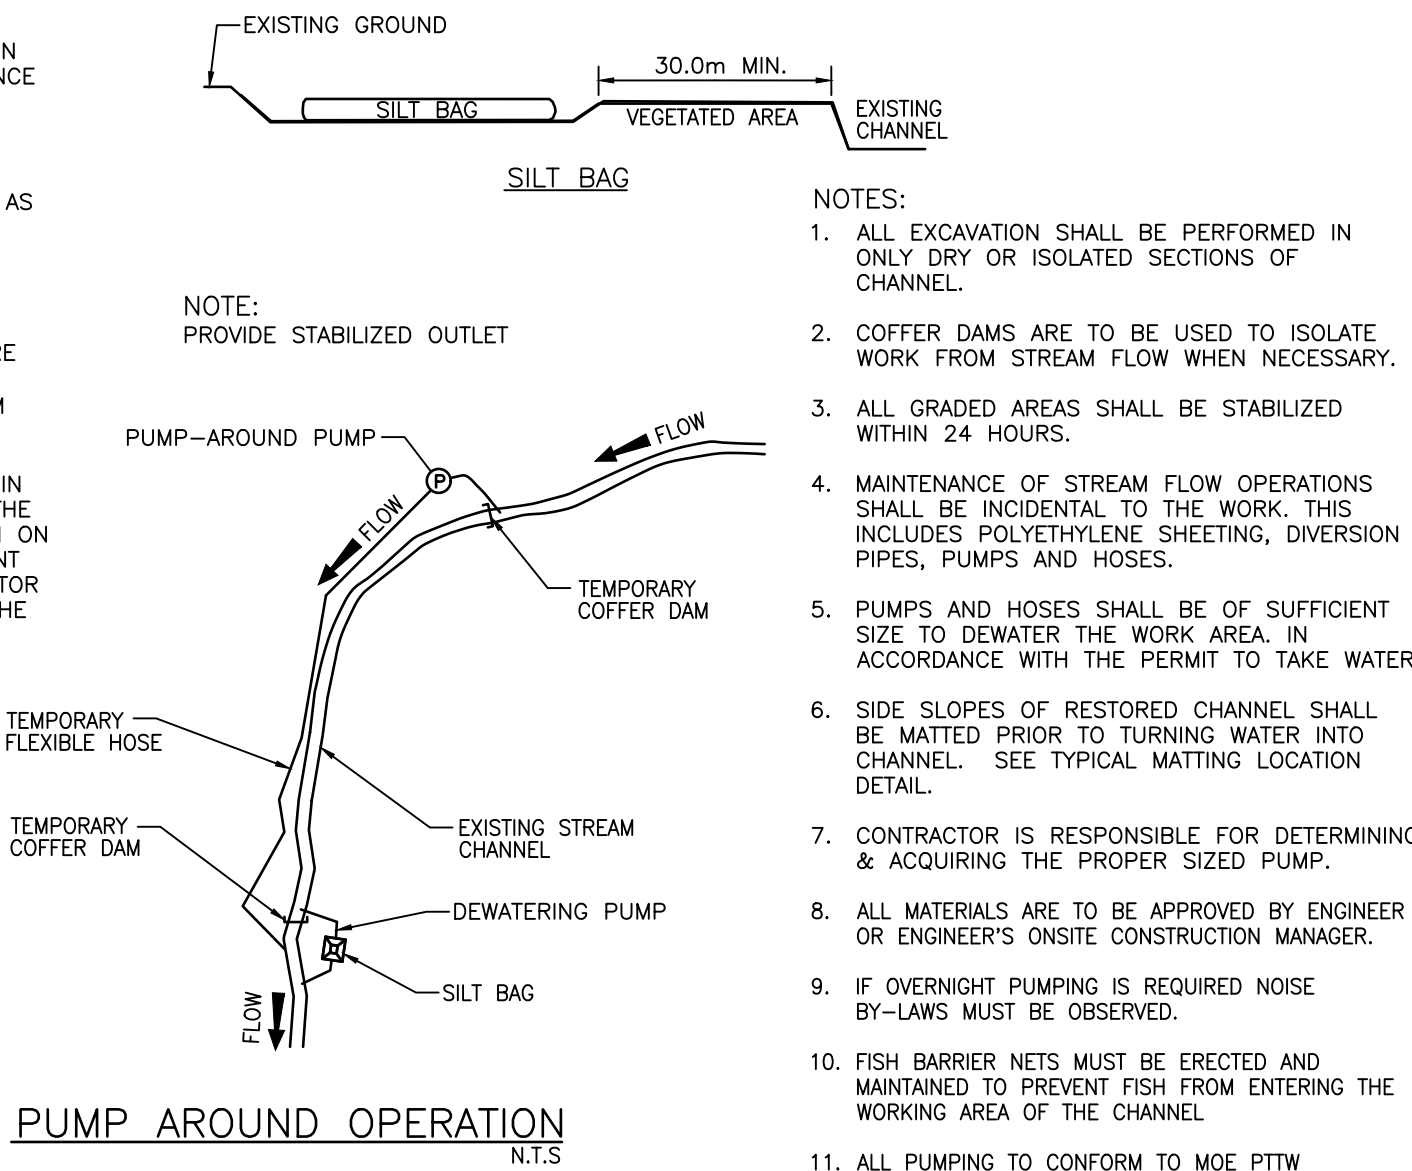 EXISTING GROUND
30.0m MIN.
SILT BAG
VEGETATED AREA
EXISTING
CHANNEL
SILT BAG
AS
NOTE:
PROVIDE STABILIZED OUTLET
PUMP-AROUND PUMP
P
FLOW
FLOW
IN
ON
TEMPORARY
COFFER DAM
TEMPORARY
FLEXIBLE HOSE
TEMPORARY
COFFER DAM
EXISTING STREAM
CHANNEL
DEWATERING PUMP
SILT BAG
FLOW
PUMP AROUND OPERATION
N.T.S
NOTES:
1. ALL EXCAVATION SHALL BE PERFORMED IN
ONLY DRY OR ISOLATED SECTIONS OF
CHANNEL.
2. COFFER DAMS ARE TO BE USED TO ISOLATE
WORK FROM STREAM FLOW WHEN NECESSARY.
3. ALL GRADED AREAS SHALL BE STABILIZED
WITHIN 24 HOURS.
4. MAINTENANCE OF STREAM FLOW OPERATIONS
SHALL BE INCIDENTAL TO THE WORK. THIS
INCLUDES POLYETHYLENE SHEETING, DIVERSION
PIPES, PUMPS AND HOSES.
5. PUMPS AND HOSES SHALL BE OF SUFFICIENT
SIZE TO DEWATER THE WORK AREA. IN
ACCORDANCE WITH THE PERMIT TO TAKE WATER
6. SIDE SLOPES OF RESTORED CHANNEL SHALL
BE MATTED PRIOR TO TURNING WATER INTO
CHANNEL. SEE TYPICAL MATTING LOCATION
DETAIL.
7. CONTRACTOR IS RESPONSIBLE FOR DETERMINING
& ACQUIRING THE PROPER SIZED PUMP.
8. ALL MATERIALS ARE TO BE APPROVED BY ENGINEER
OR ENGINEER'S ONSITE CONSTRUCTION MANAGER.
9. IF OVERNIGHT PUMPING IS REQUIRED NOISE
BY-LAWS MUST BE OBSERVED.
10. FISH BARRIER NETS MUST BE ERECTED AND
MAINTAINED TO PREVENT FISH FROM ENTERING THE
WORKING AREA OF THE CHANNEL
11. ALL PUMPING TO CONFORM TO MOE PTTW